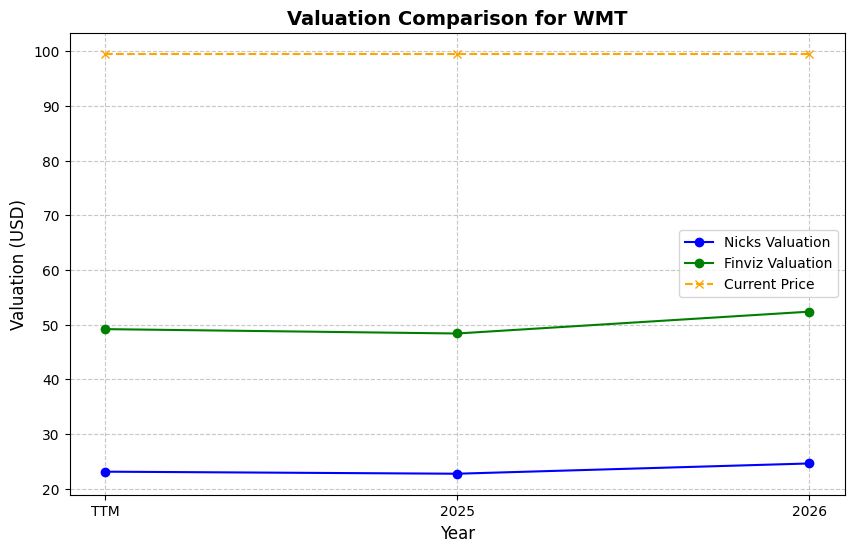 Valuation Comparison for WMT
Valuation (USD)
100
90
80
70
60
50
40
30
20
Nicks Valuation
Finviz Valuation
Current Price
TTM
2025
2026
Year